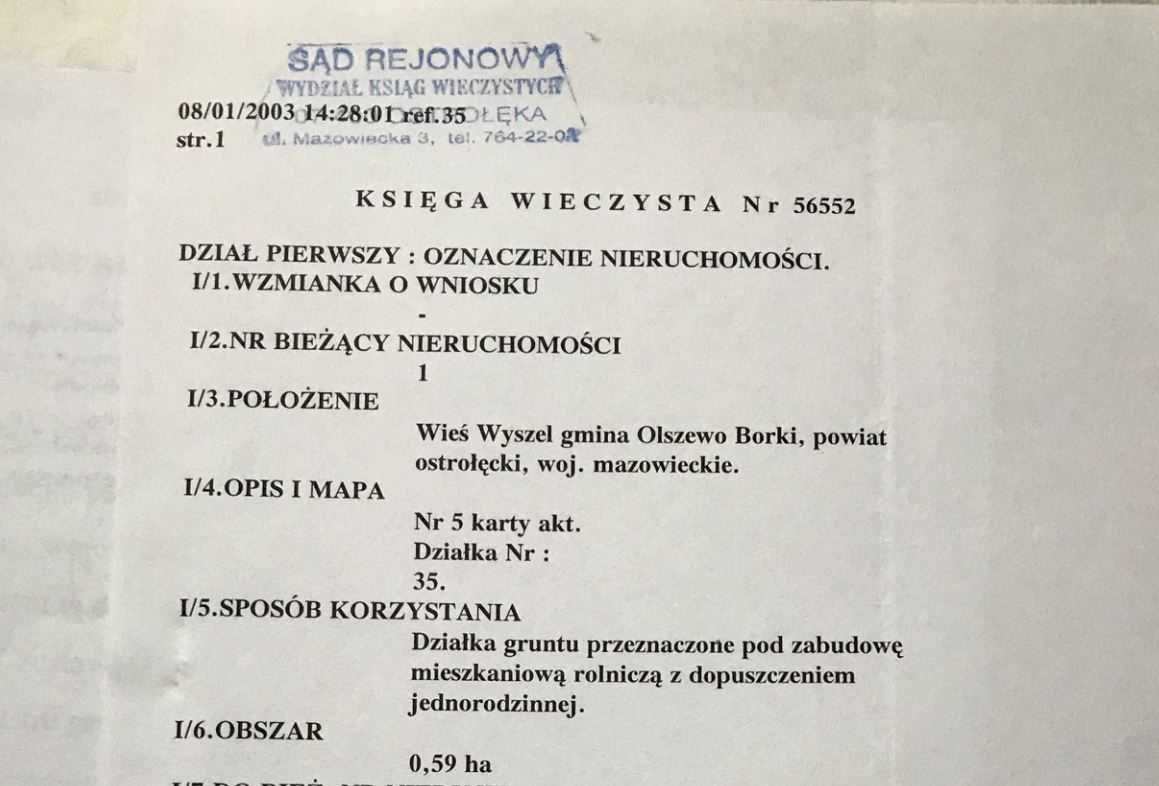 SĄD REJONOWY
WYDZIAŁ KSIĄG WIECZYSTYCH
08/01/2003 14:28:01 ref.35
str.1
ul. Mazowiecka 3, tel. 764-22-02
KSIĘGA WIECZYSTA Nr 56552
DZIAŁ PIERWSZY : OZNACZENIE NIERUCHOMOŚCI.
I/1.WZMIANKA O WNIOSKU
-
I/2.NR BIEŻĄCY NIERUCHOMOŚCI
1
I/3.POŁOŻENIE
Wieś Wyszel gmina Olszewo Borki, powiat
ostrołęcki, woj. mazowieckie.
I/4.OPIS I MAPA
Nr 5 karty akt.
Działka Nr :
35.
I/5.SPOSÓB KORZYSTANIA
Działka gruntu przeznaczone pod zabudowę
mieszkaniową rolniczą z dopuszczeniem
jednorodzinnej.
I/6.OBSZAR
0,59 ha